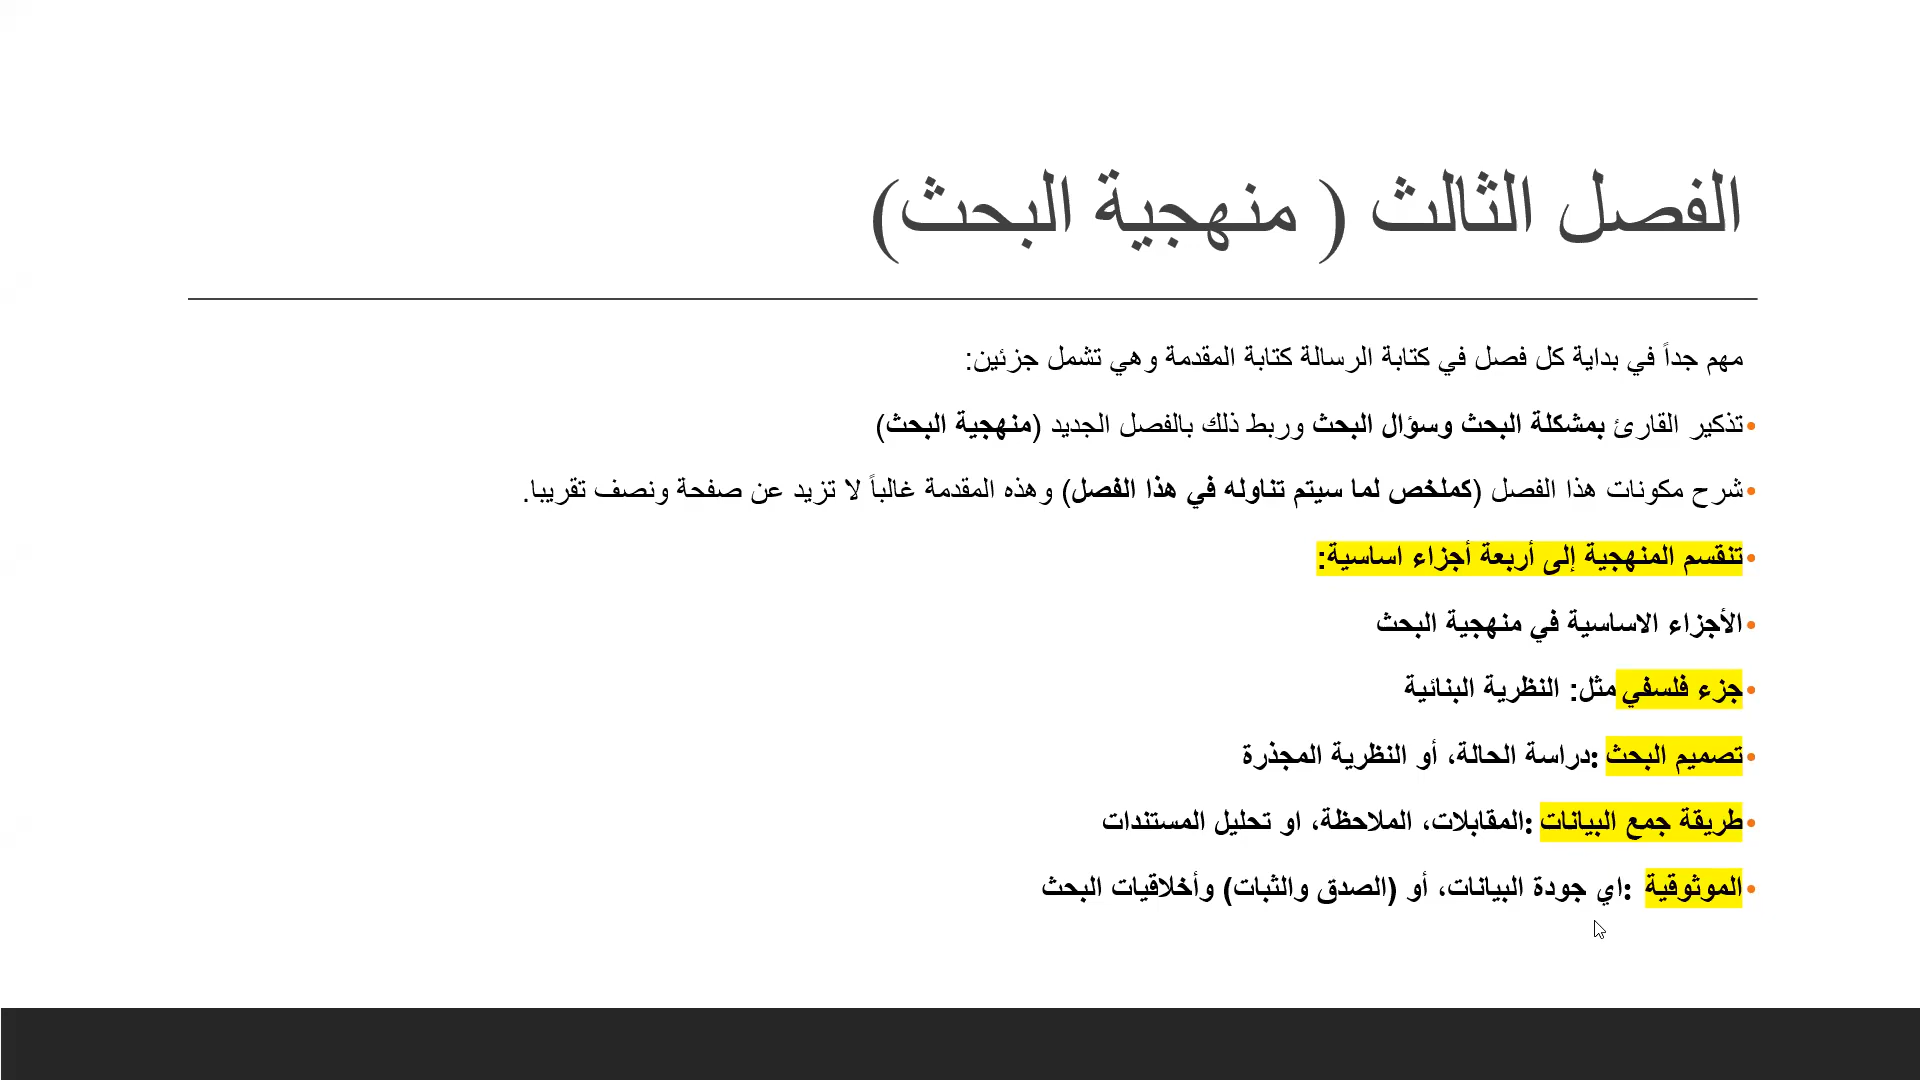 الفصل الثالث ( منهجية البحث)
مهم جداً في بداية كل فصل في كتابة الرسالة كتابة المقدمة وهي تشمل جزئين:
•تذكير القارئ بمشكلة البحث وسؤال البحث وربط ذلك بالفصل الجديد (منهجية البحث)
•شرح مكونات هذا الفصل (كملخص لما سيتم تناوله في هذا الفصل) وهذه المقدمة غالباً لا تزيد عن صفحة ونصف تقريبا.
•تنقسم المنهجية إلى أربعة أجزاء اساسية:
•الأجزاء الاساسية في منهجية البحث
•جزء فلسفي مثل: النظرية البنائية
•تصميم البحث :دراسة الحالة، أو النظرية المجذرة
•طريقة جمع البيانات :المقابلات، الملاحظة، او تحليل المستندات
•الموثوقية :اي جودة البيانات، أو (الصدق والثبات) وأخلاقيات البحث